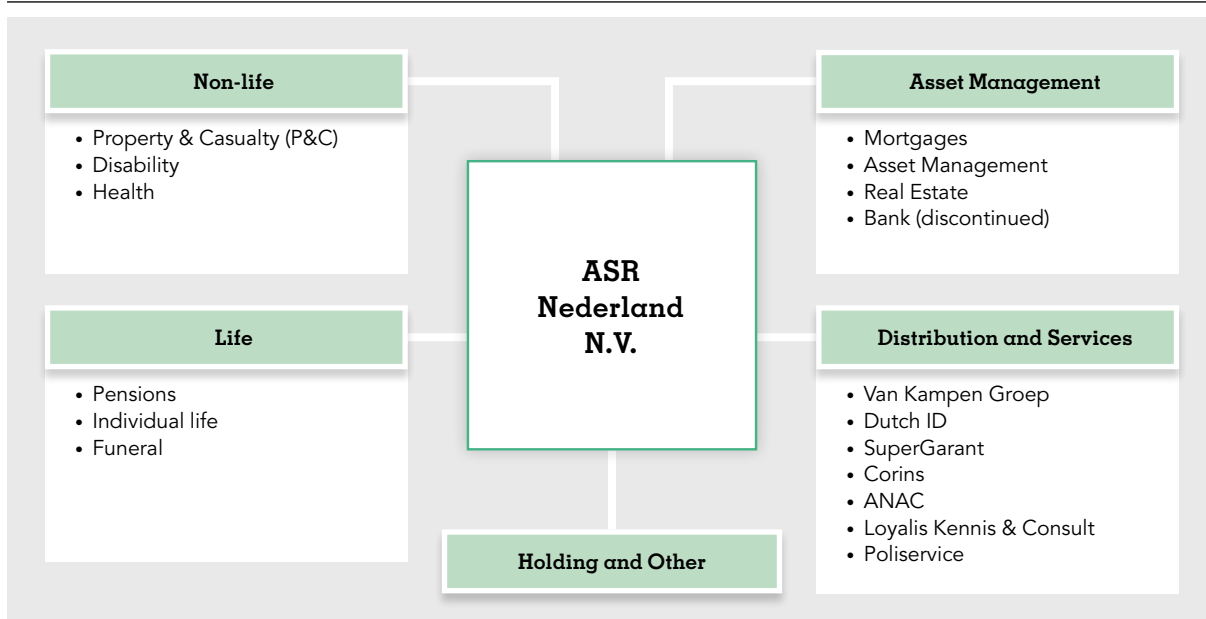 Non-life
• Property & Casualty (P&C)
• Disability
• Health
Life
• Pensions
• Individual life
• Funeral
ASR
Nederland
N.V.
Holding and Other
Asset Management
• Mortgages
• Asset Management
• Real Estate
• Bank (discontinued)
Distribution and Services
• Van Kampen Groep
• Dutch ID
• SuperGarant
• Corins
• ANAC
• Loyalis Kennis & Consult
• Poliservice